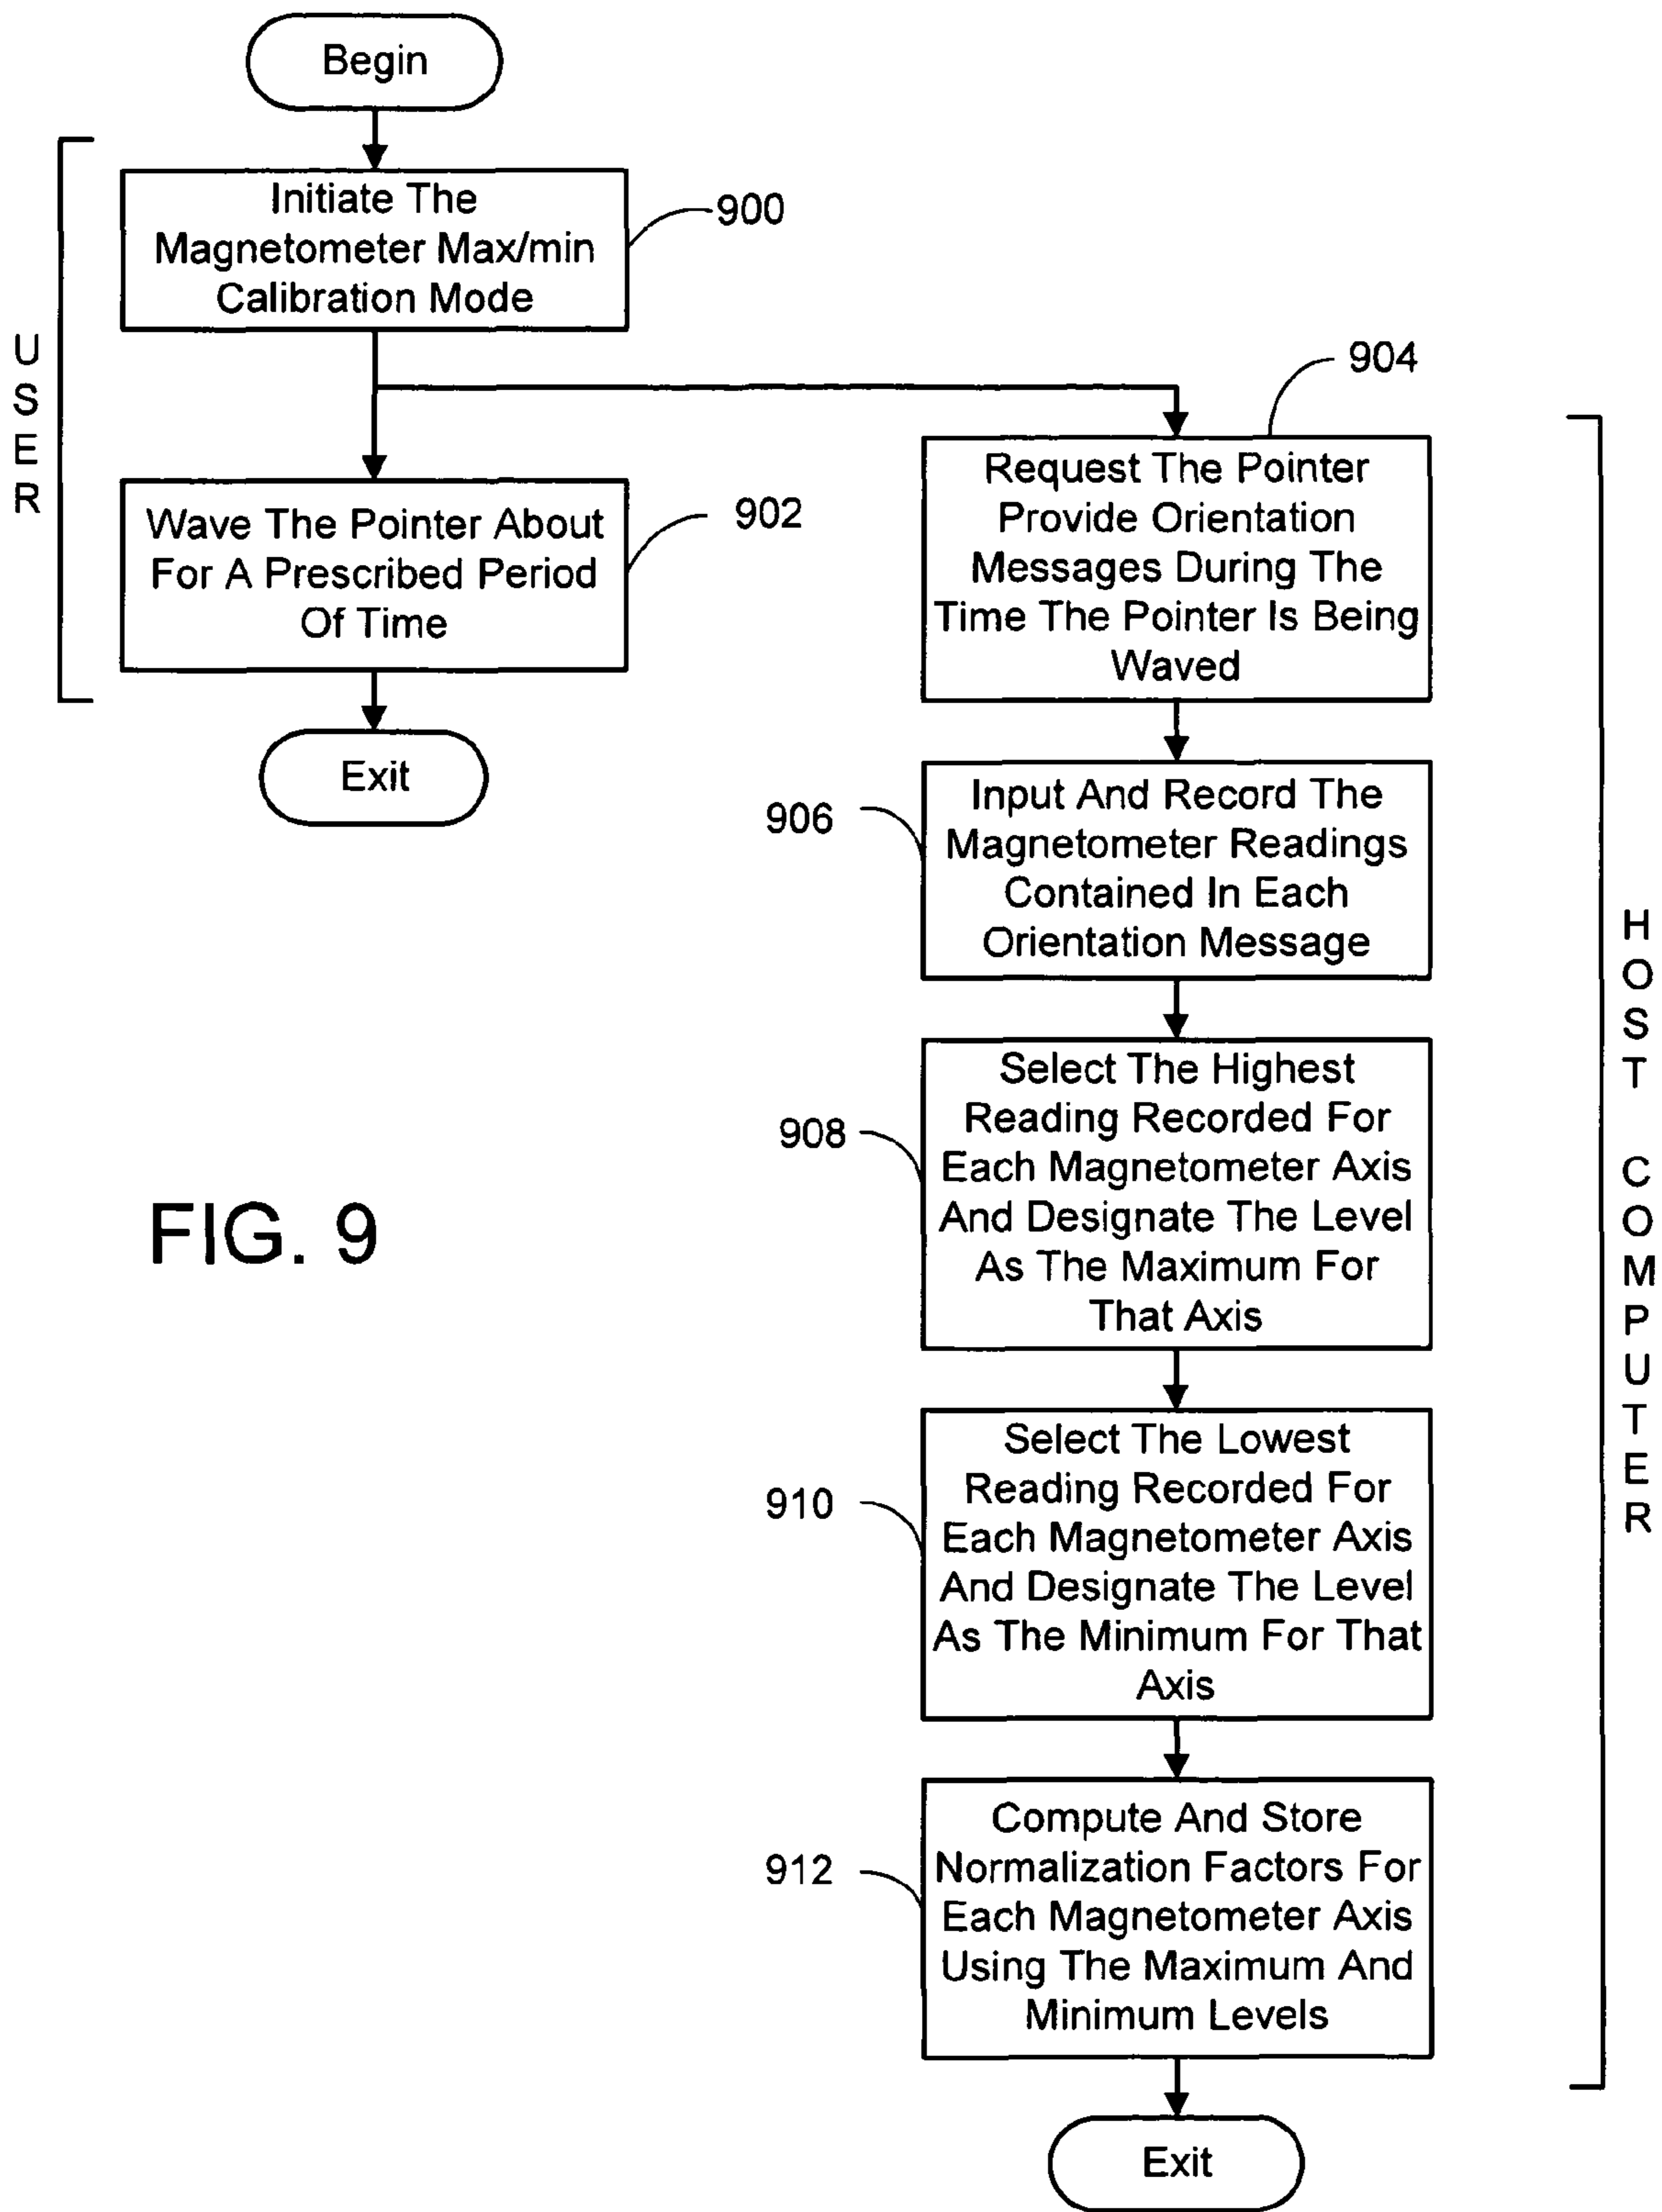 Begin
Initiate The
Magnetometer Max/min
Calibration Mode
900
USER
Wave The Pointer About
For A Prescribed Period
Of Time
902
Exit
904
Request The Pointer
Provide Orientation
Messages During The
Time The Pointer Is Being
Waved
906
Input And Record The
Magnetometer Readings
Contained In Each
Orientation Message
908
Select The Highest
Reading Recorded For
Each Magnetometer Axis
And Designate The Level
As The Maximum For
That Axis
910
Select The Lowest
Reading Recorded For
Each Magnetometer Axis
And Designate The Level
As The Minimum For That
Axis
912
Compute And Store
Normalization Factors For
Each Magnetometer Axis
Using The Maximum And
Minimum Levels
Exit
HOST COMPUTER
FIG. 9